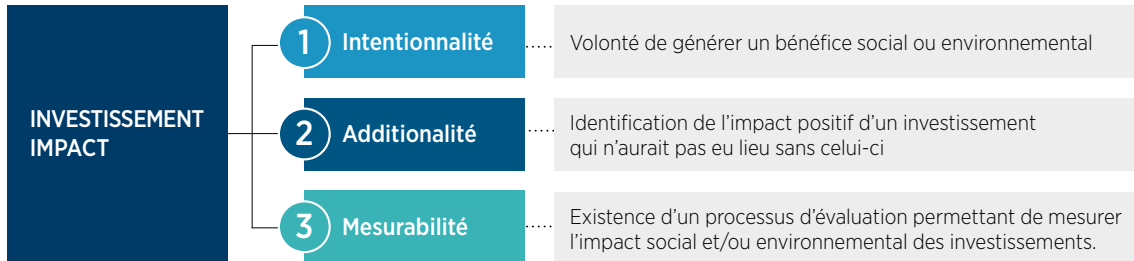 INVESTISSEMENT
IMPACT
1 Intentionnalité
Volonté de générer un bénéfice social ou environnemental
2 Additionalité
Identification de l’impact positif d’un investissement
qui n’aurait pas eu lieu sans celui-ci
3 Mesurabilité
Existence d’un processus d’évaluation permettant de mesurer
l’impact social et/ou environnemental des investissements.